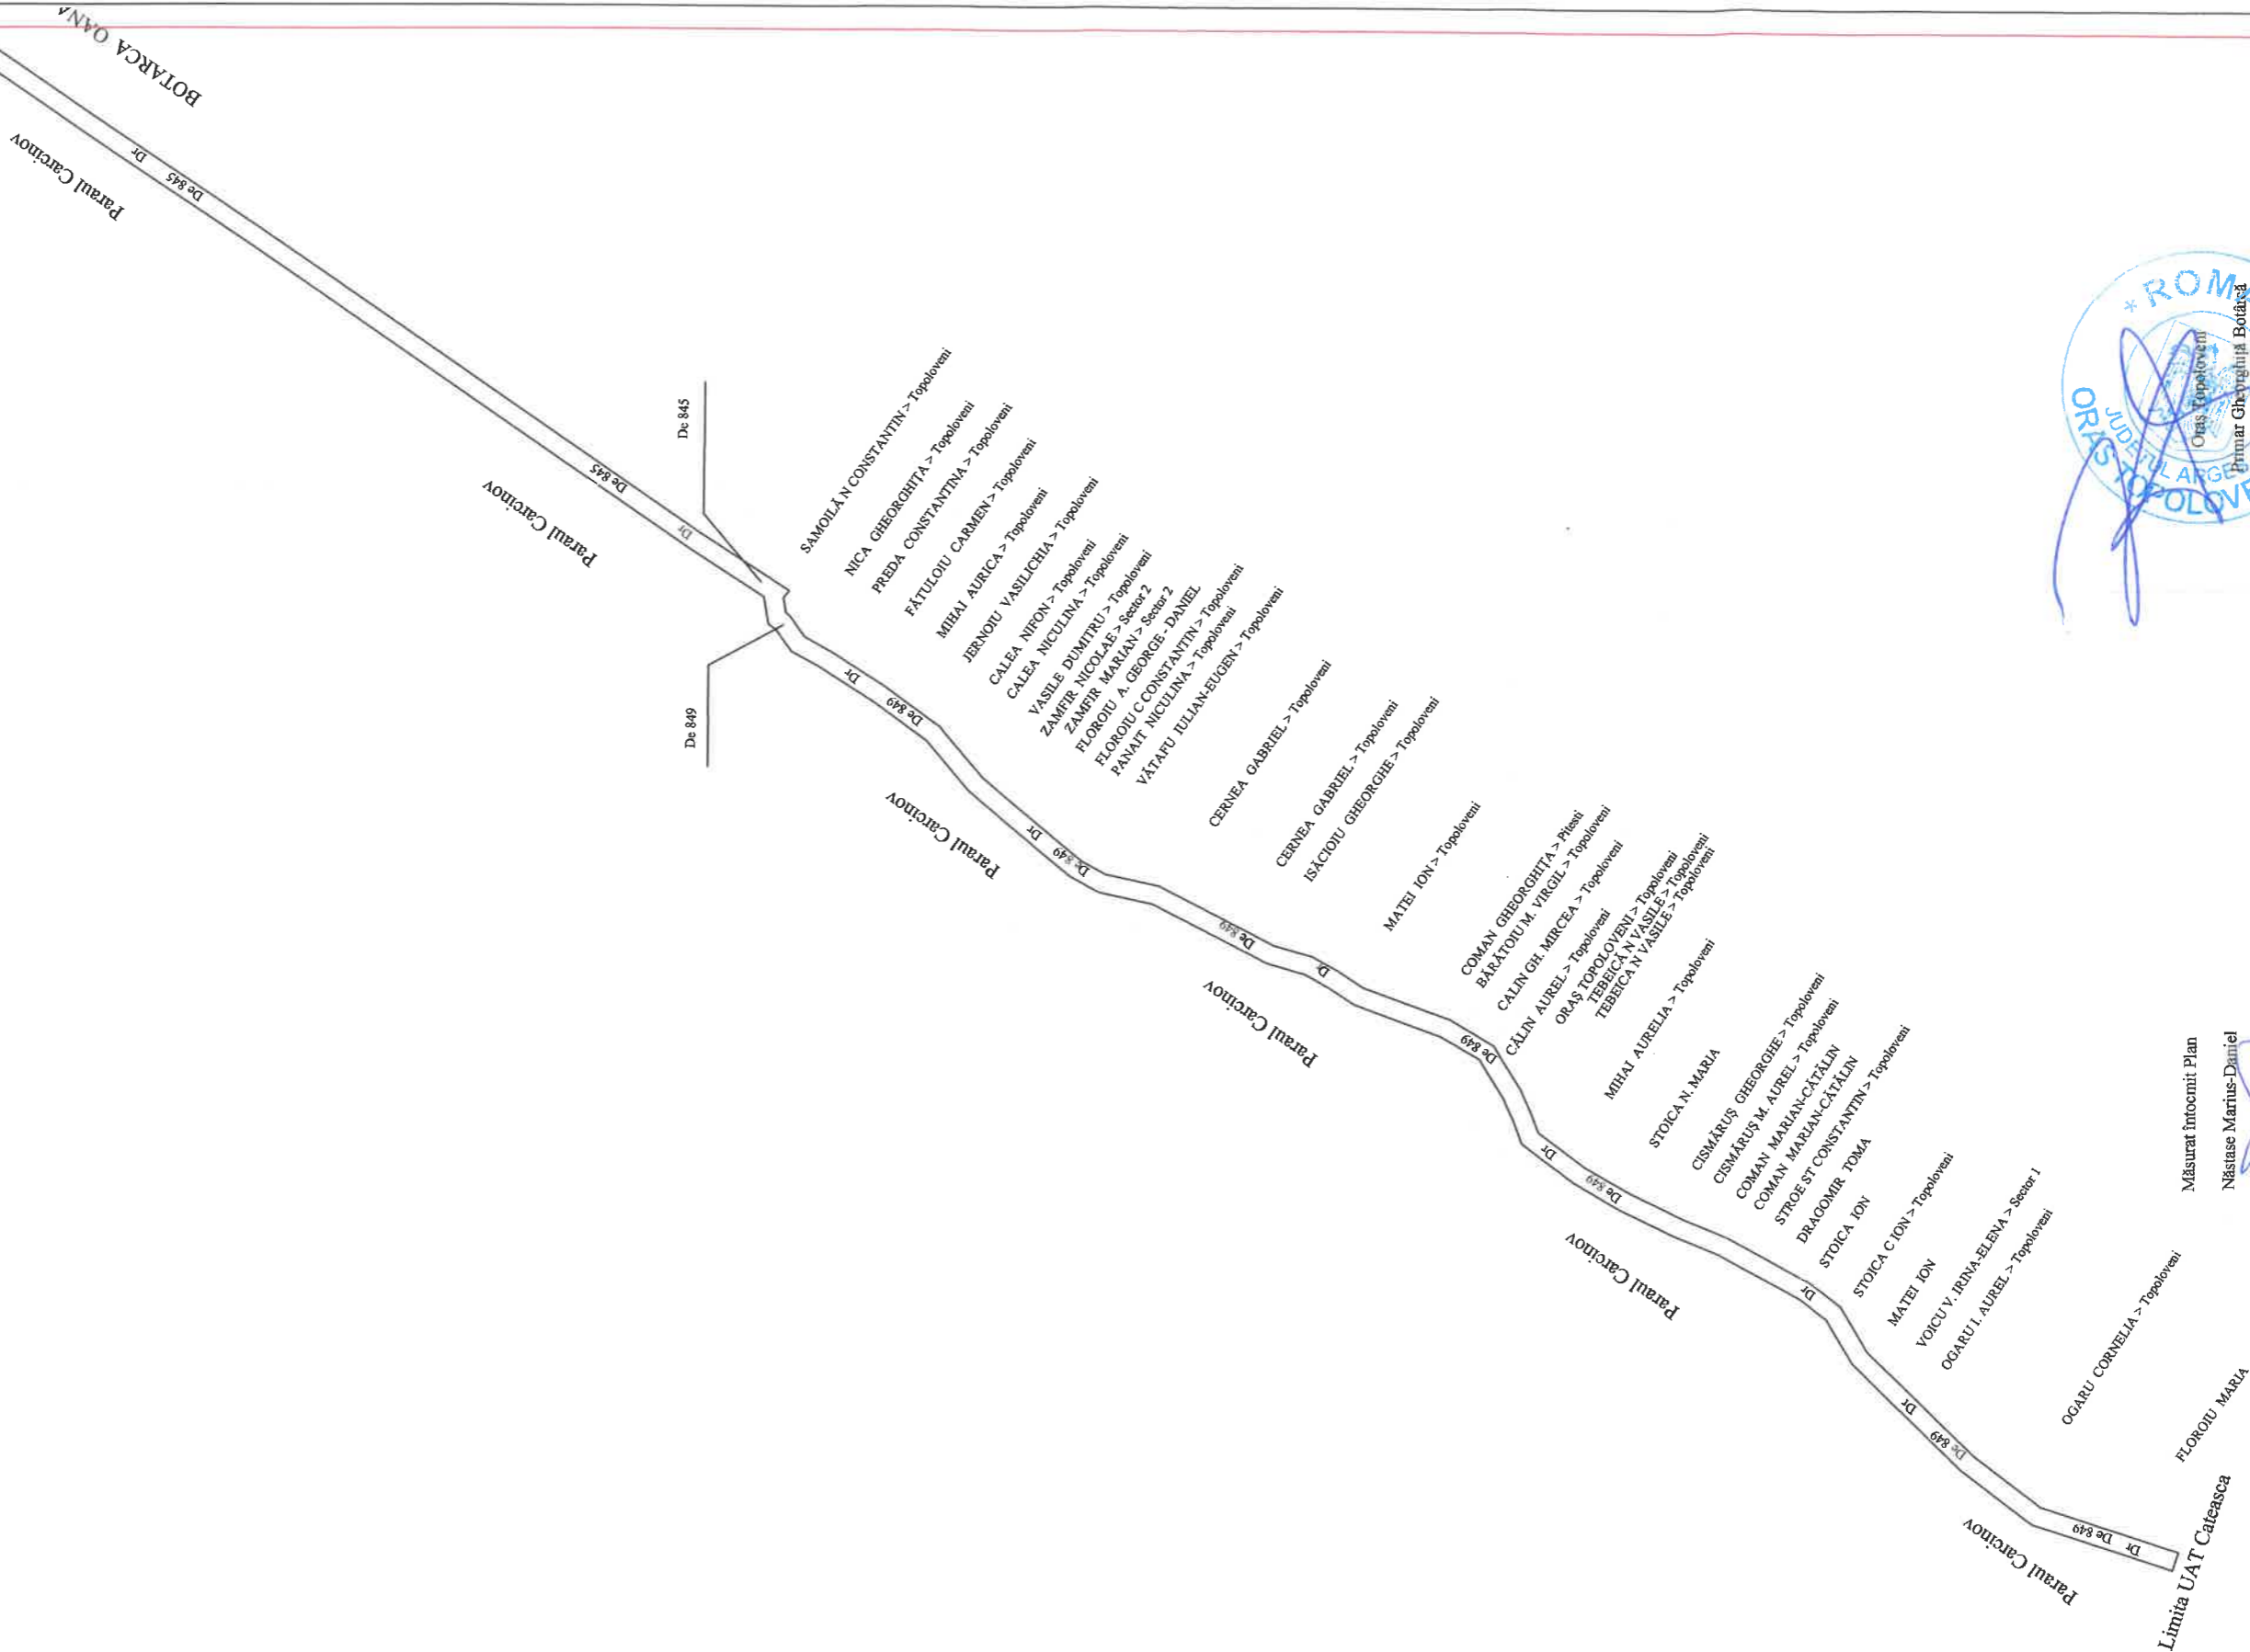 BOTARCA OANA
Paraul Carcinov
Dr
De 845
De 845
Paraul Carcinov
De 845
Dr
De 849
SAMOILĂ N CONSTANTIN > Topoloveni
NICA GHEORGHIȚA > Topoloveni
PREDA CONSTANTINA > Topoloveni
FĂTULOIU CARMEN > Topoloveni
MIHAI AURICA > Topoloveni
JERNOIU VASILICHIA > Topoloveni
CALEA NIFON > Topoloveni
CALEA NICULINA > Topoloveni
VASILE DUMITRU > Topoloveni
ZAMFIR NICOLAE > Sector 2
ZAMFIR MARIAN > Sector 2
FLOROIU A. GEORGE - DANIEL
FLOROIU C CONSTANTIN > Topoloveni
PANAIT NICULINA > Topoloveni
VĂTAFU IULIAN-EUGEN > Topoloveni
Dr
De 849
Paraul Carcinov
Dr
De 849
CERNEA GABRIEL > Topoloveni
CERNEA GABRIEL > Topoloveni
ISĂCIOIU GHEORGHE > Topoloveni
MATEI ION > Topoloveni
De 849
Paraul Carcinov
Dr
COMAN GHEORGHIȚA > Pitesti
BĂRĂTOIU M. VIRGIL > Topoloveni
CALIN GH. MIRCEA > Topoloveni
CĂLIN AUREL > Topoloveni
ORAȘ TOPOLOVENI > Topoloveni
TEBEICĂ N VASILE > Topoloveni
TEBEICA N VASILE > Topoloveni
De 849
MIHAI AURELIA > Topoloveni
STOICA N. MARIA
Dr
De 849
Paraul Carcinov
CISMĂRUȘ GHEORGHE > Topoloveni
CISMĂRUȘ M. AUREL > Topoloveni
COMAN MARIAN-CĂTĂLIN
COMAN MARIAN-CĂTĂLIN
STROE ST CONSTANTIN > Topoloveni
DRAGOMIR TOMA
STOICA ION
Dr
STOICA C ION > Topoloveni
MATEI ION
VOICU V. IRINA-ELENA > Sector 1
OGARU I. AUREL > Topoloveni
Dr
De 849
OGARU CORNELIA > Topoloveni
FLOROIU MARIA
Paraul Carcinov
De 849
Dr
Limita UAT Cateasca
Oraș Topoloveni
Primar Gheorghiță Botârcă
* ROMA
JUDEȚUL ARGEȘ
ORAȘ TOPOLOVE
Măsurat întocmit Plan
Năstase Marius-Daniel